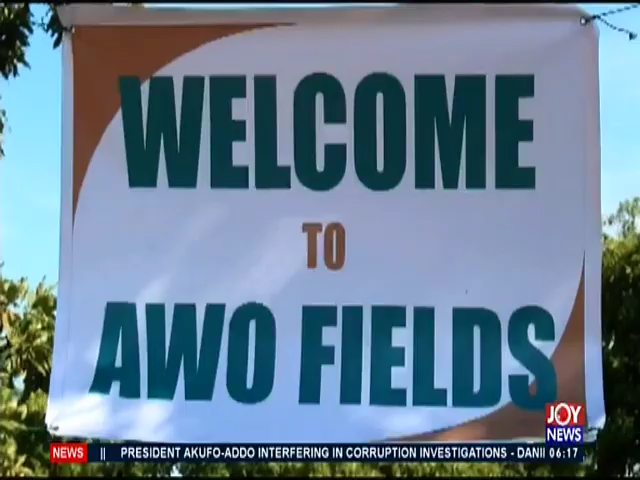 WELCOME
TO
AWO FIELDS
JOY
NEWS
NEWS || PRESIDENT AKUFO-ADDO INTERFERING IN CORRUPTION INVESTIGATIONS - DANII 06:17